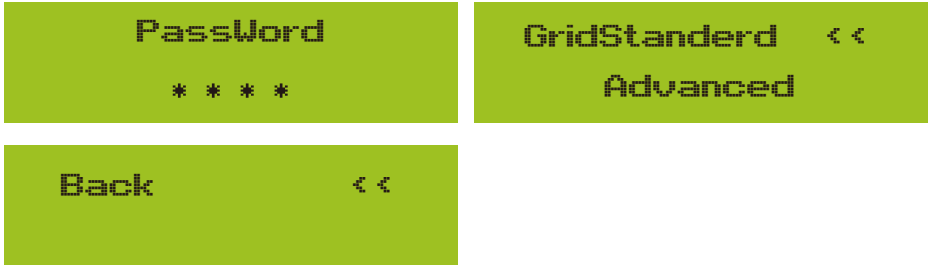 PassWord
* * * *
GridStanderd <<
Advanced
Back <<